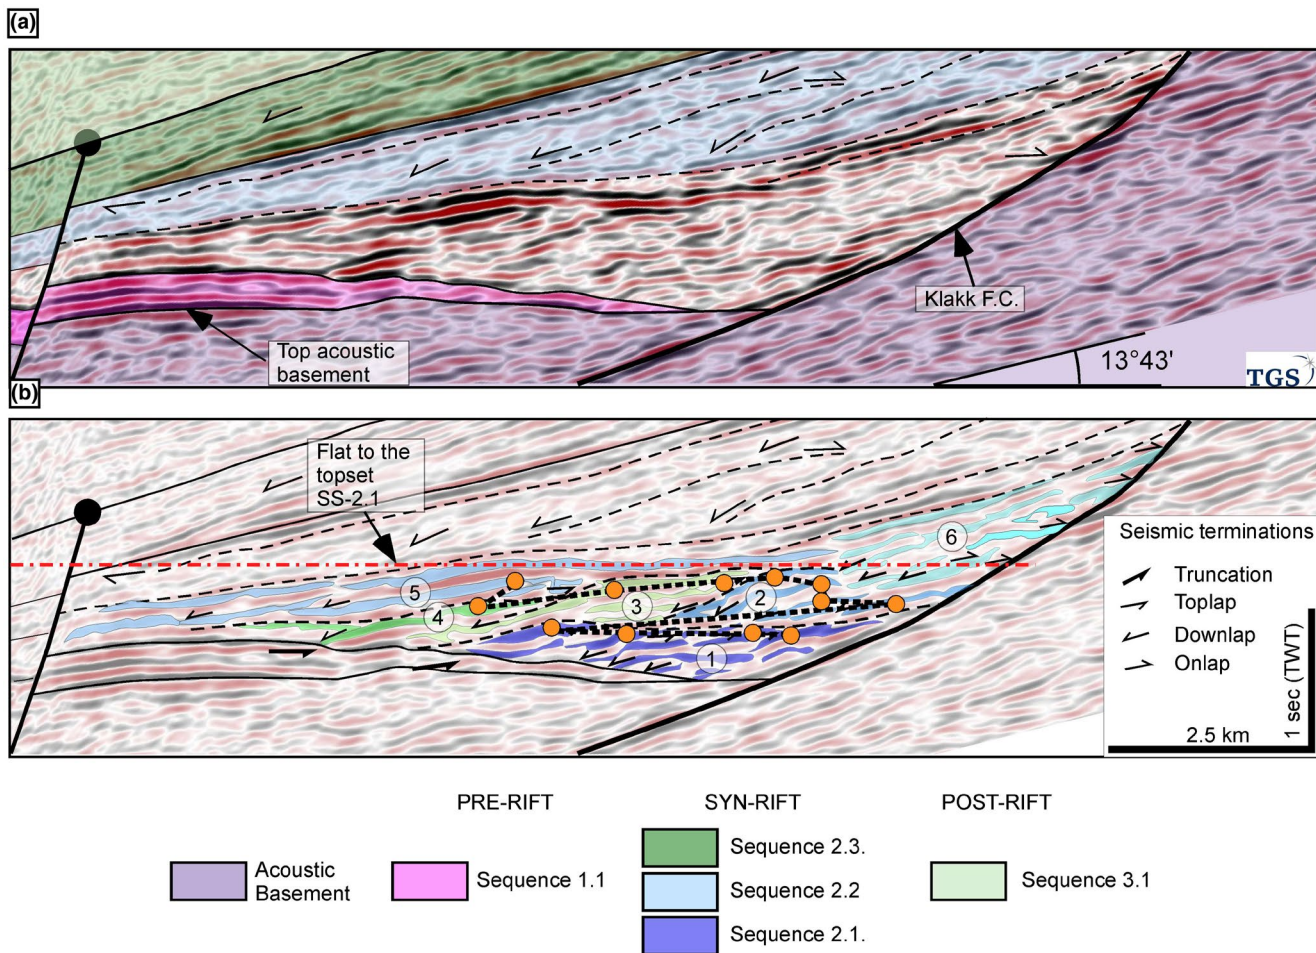 (a)
Klakk F.C.
Top acoustic
basement
13°43'
TGS
(b)
Flat to the
topset
SS-2.1
6
5
4
3
2
1
Seismic terminations
Truncation
Toplap
Downlap
Onlap
2.5 km
1 sec (TWT)
PRE-RIFT SYN-RIFT POST-RIFT
Sequence 2.3.
Acoustic
Basement
Sequence 1.1
Sequence 2.2
Sequence 3.1
Sequence 2.1.